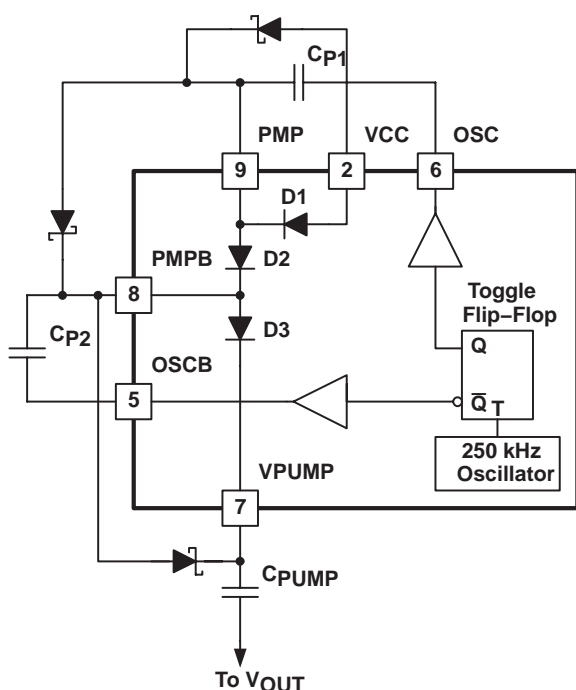 CP1
PMP
VCC
OSC
9
2
6
D1
PMPB
D2
8
Toggle
Flip–Flop
CP2
D3
OSCB
Q
5
Q̅
T
250 kHz
Oscillator
VPUMP
7
CPUMP
To VOUT